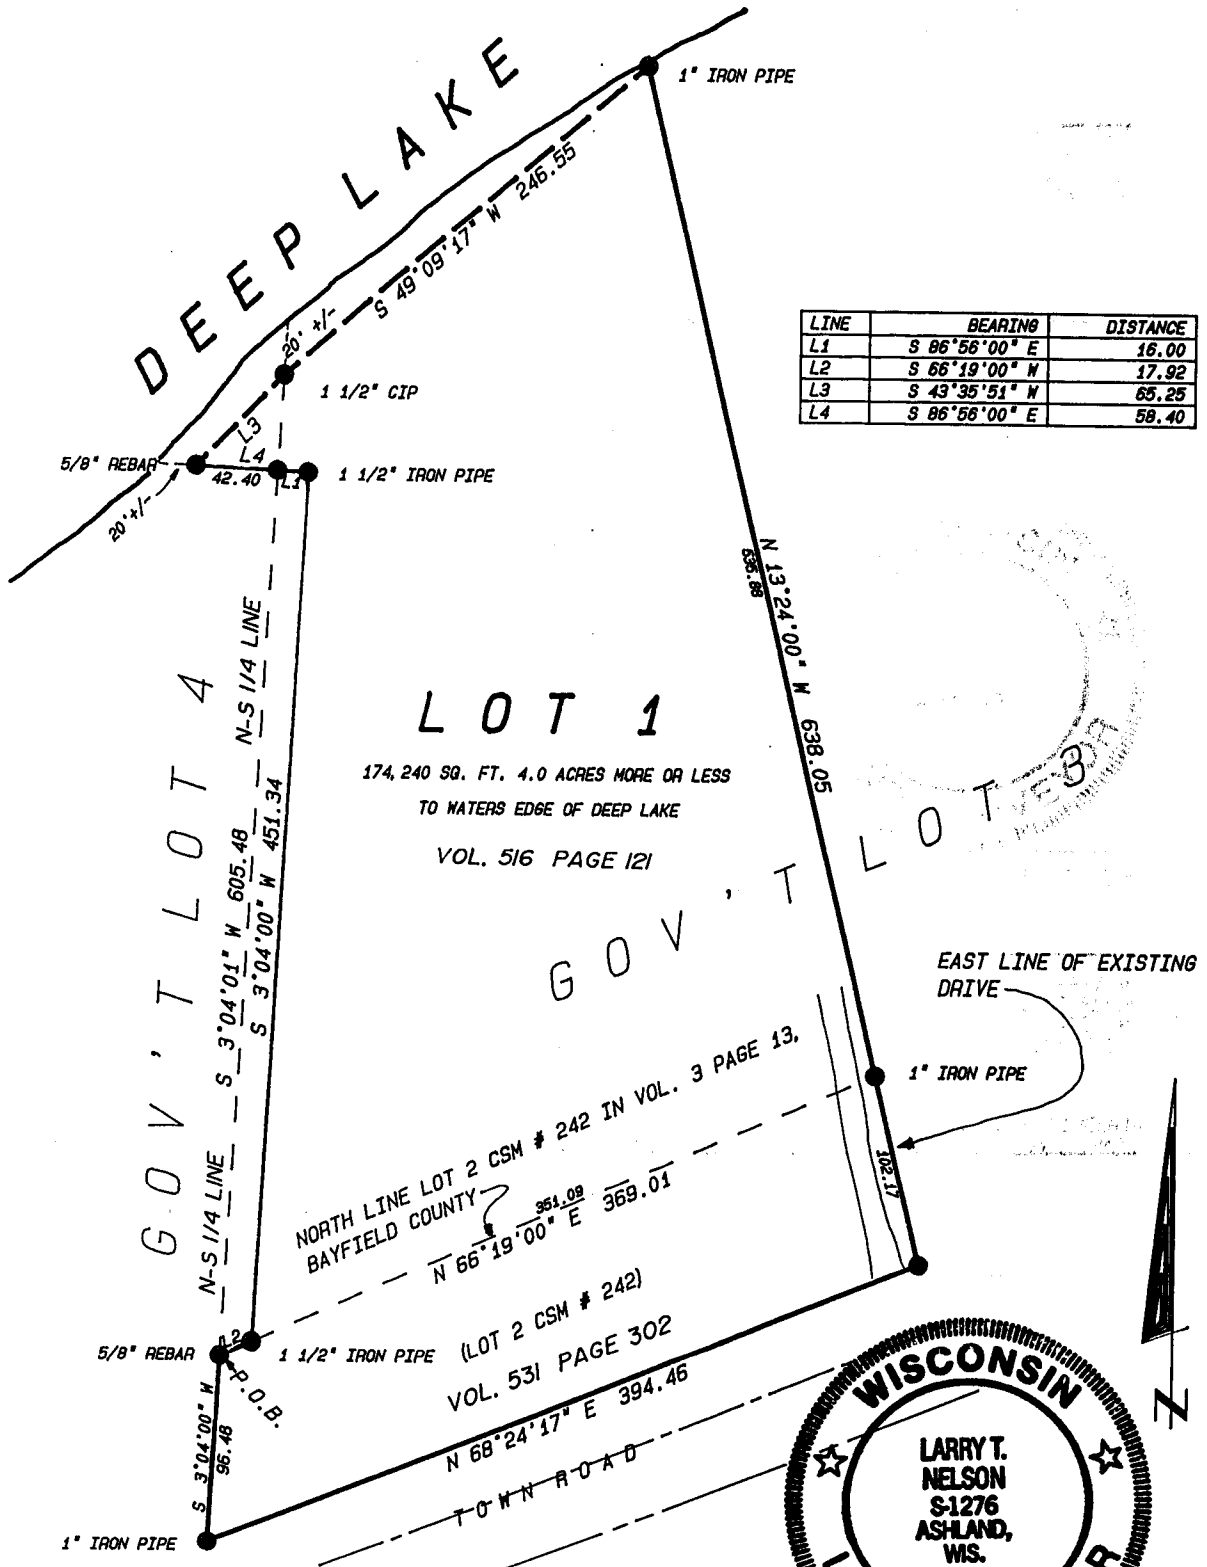 DEEP LAKE
1" IRON PIPE
S 49°09'17" W 246.55
20' +/-
1 1/2" CIP
LINE BEARING DISTANCE
L1 S 86°56'00" E 16.00
L2 S 66°19'00" W 17.92
L3 S 43°35'51" W 65.25
L4 S 86°56'00" E 58.40
L3
L4
5/8" REBAR
42.40
L1
1 1/2" IRON PIPE
20'+/-
N 13°24'00" W 638.05
636.88
N-S 1/4 LINE
GOV'T LOT 4
LOT 1
174,240 SQ. FT. 4.0 ACRES MORE OR LESS
TO WATERS EDGE OF DEEP LAKE
VOL. 516 PAGE 121
S 3°04'01" W 605.48
S 3°04'00" W 451.34
GOV'T LOT 3
VEYOR
EAST LINE OF EXISTING
DRIVE
1" IRON PIPE
102.17
NORTH LINE LOT 2 CSM # 242 IN VOL. 3 PAGE 13,
BAYFIELD COUNTY
351.09
N 66°19'00" E 369.01
N-S 1/4 LINE
(LOT 2 CSM # 242)
VOL. 531 PAGE 302
L2
5/8" REBAR
1 1/2" IRON PIPE
P.O.B.
S 3°04'00" W
96.48
N 68°24'17" E 394.46
TOWN ROAD
1" IRON PIPE
N
WISCONSIN
LARRY T.
NELSON
S-1276
ASHLAND,
WIS.